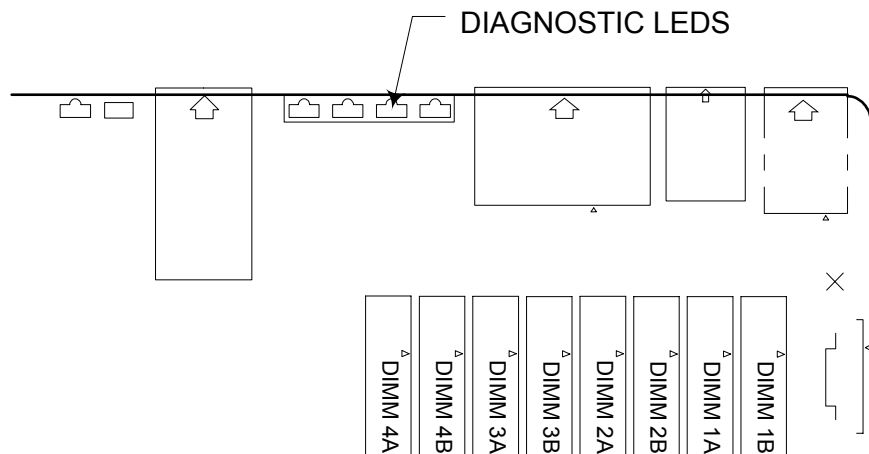 DIAGNOSTIC LEDS
DIMM 4A
DIMM 4B
DIMM 3A
DIMM 3B
DIMM 2A
DIMM 2B
DIMM 1A
DIMM 1B